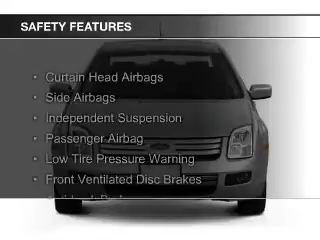 SAFETY FEATURES
• Curtain Head Airbags
• Side Airbags
• Independent Suspension
• Passenger Airbag
• Low Tire Pressure Warning
• Front Ventilated Disc Brakes